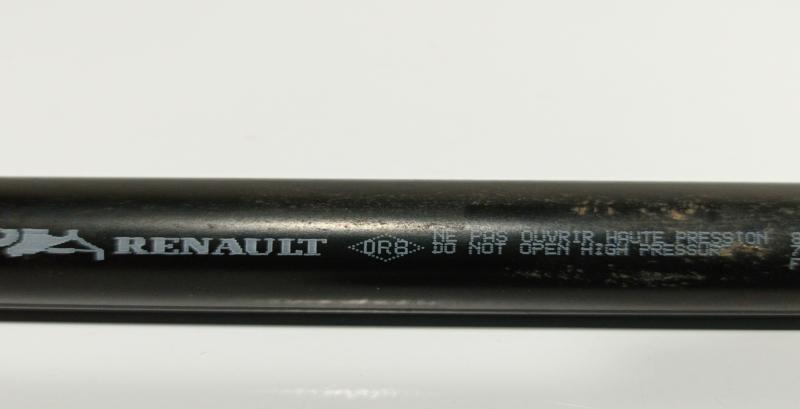 RENAULT
OR8
NE PAS OUVRIR HAUTE PRESSION
DO NOT OPEN HIGH PRESSURE